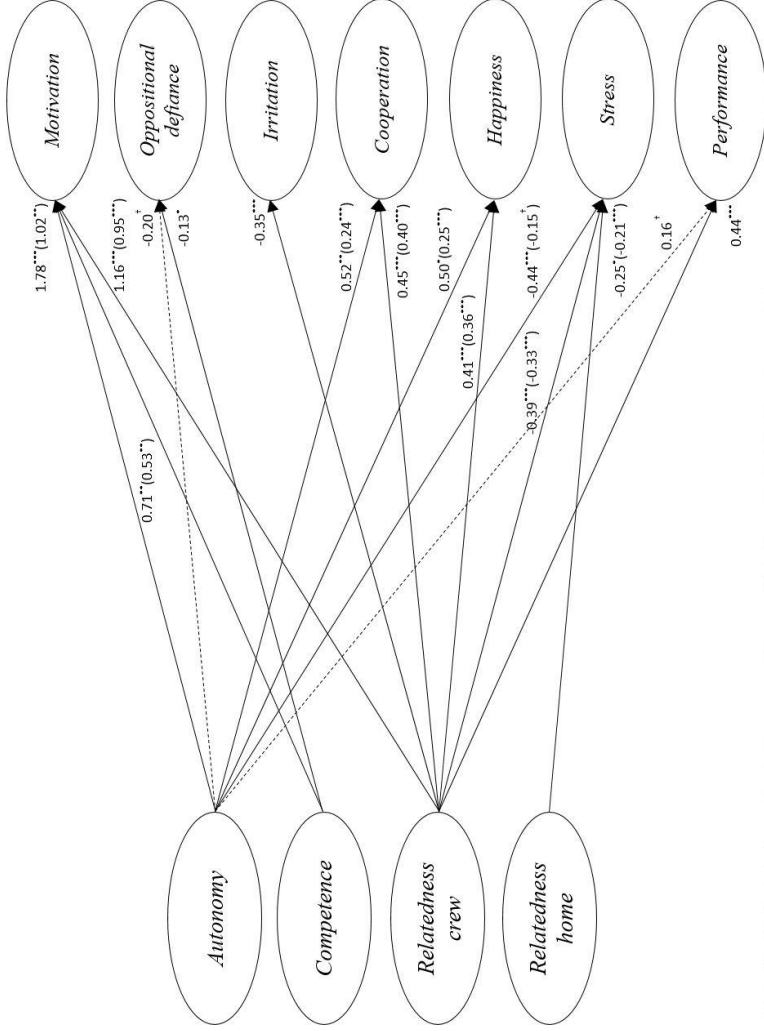 Autonomy
Competence
Relatedness
crew
Relatedness
home
1.78***(1.02***)
0.71**(0.53**)
1.16***(0.95***)
-0.20†
-0.13*
-0.35***
0.52**(0.24***)
0.45***(0.40***)
0.50*(0.25***)
0.41***(0.36***)
-0.44***(-0.15†)
-0.39***(-0.33***)
-0.25*(-0.21***)
0.16†
0.44***
Motivation
Oppositional
defiance
Irritation
Cooperation
Happiness
Stress
Performance